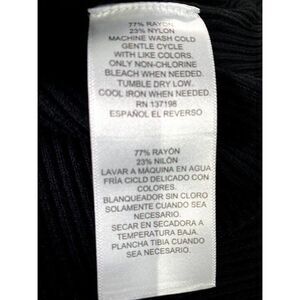 77% RAYON
23% NYLON
MACHINE WASH COLD
GENTLE CYCLE
WITH LIKE COLORS.
ONLY NON-CHLORINE
BLEACH WHEN NEEDED.
TUMBLE DRY LOW.
COOL IRON WHEN NEEDED.
RN 137198
ESPAÑOL EL REVERSO
77% RAYÓN
23% NILÓN
LAVAR A MÁQUINA EN AGUA
FRÍA CICLO DELICADO CON
COLORES.
BLANQUEADOR SIN CLORO
SOLAMENTE CUANDO SEA
NECESARIO.
SECAR EN SECADORA A
TEMPERATURA BAJA.
PLANCHA TIBIA CUANDO
SEA NECESARIO.